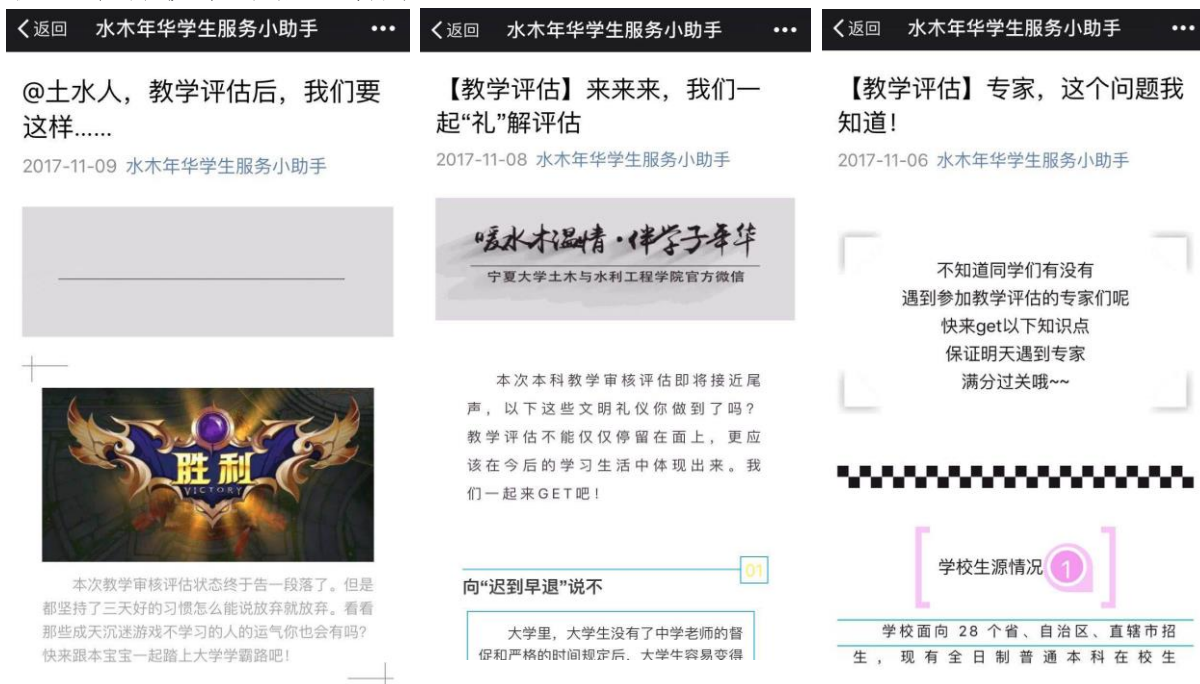 返回 水木年华学生服务小助手
@土水人，教学评估后，我们要
这样......
2017-11-09 水木年华学生服务小助手
胜利
VICTORY
本次教学审核评估状态终于告一段落了。但是
都坚持了三天好的习惯怎么能说放弃就放弃。看看
那些成天沉迷游戏不学习的人的运气你也会有吗？
快来跟本宝宝一起踏上大学学霸路吧！
返回 水木年华学生服务小助手
【教学评估】来来来，我们一
起“礼”解评估
2017-11-08 水木年华学生服务小助手
暖水木温情·伴学子年华
宁夏大学土木与水利工程学院官方微信
本次本科教学审核评估即将接近尾
声，以下这些文明礼仪你做到了吗？
教学评估不能仅仅停留在面上，更应
该在今后的学习生活中体现出来。我
们一起来GET吧！
01
向“迟到早退”说不
大学里，大学生没有了中学老师的督
促和严格的时间规定后，大学生容易变得
返回 水木年华学生服务小助手
【教学评估】专家，这个问题我
知道！
2017-11-06 水木年华学生服务小助手
不知道同学们有没有
遇到参加教学评估的专家们呢
快来get以下知识点
保证明天遇到专家
满分过关哦~~
学校生源情况 1
学校面向 28 个省、自治区、直辖市招
生，现有全日制普通本科在校生